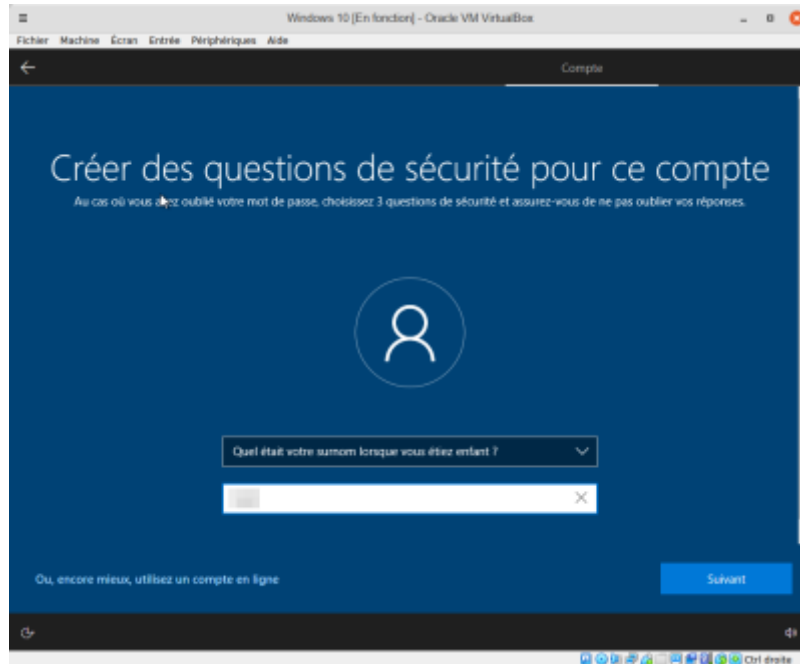 Windows 10 [En fonction] - Oracle VM VirtualBox
Fichier Machine Écran Entrée Périphériques Aide
Compte
Créer des questions de sécurité pour ce compte
Au cas où vous avez oublié votre mot de passe, choisissez 3 questions de sécurité et assurez-vous de ne pas oublier vos réponses.
Quel était votre surnom lorsque vous étiez enfant ?
Ou, encore mieux, utilisez un compte en ligne
Suivant
Ctrl droite